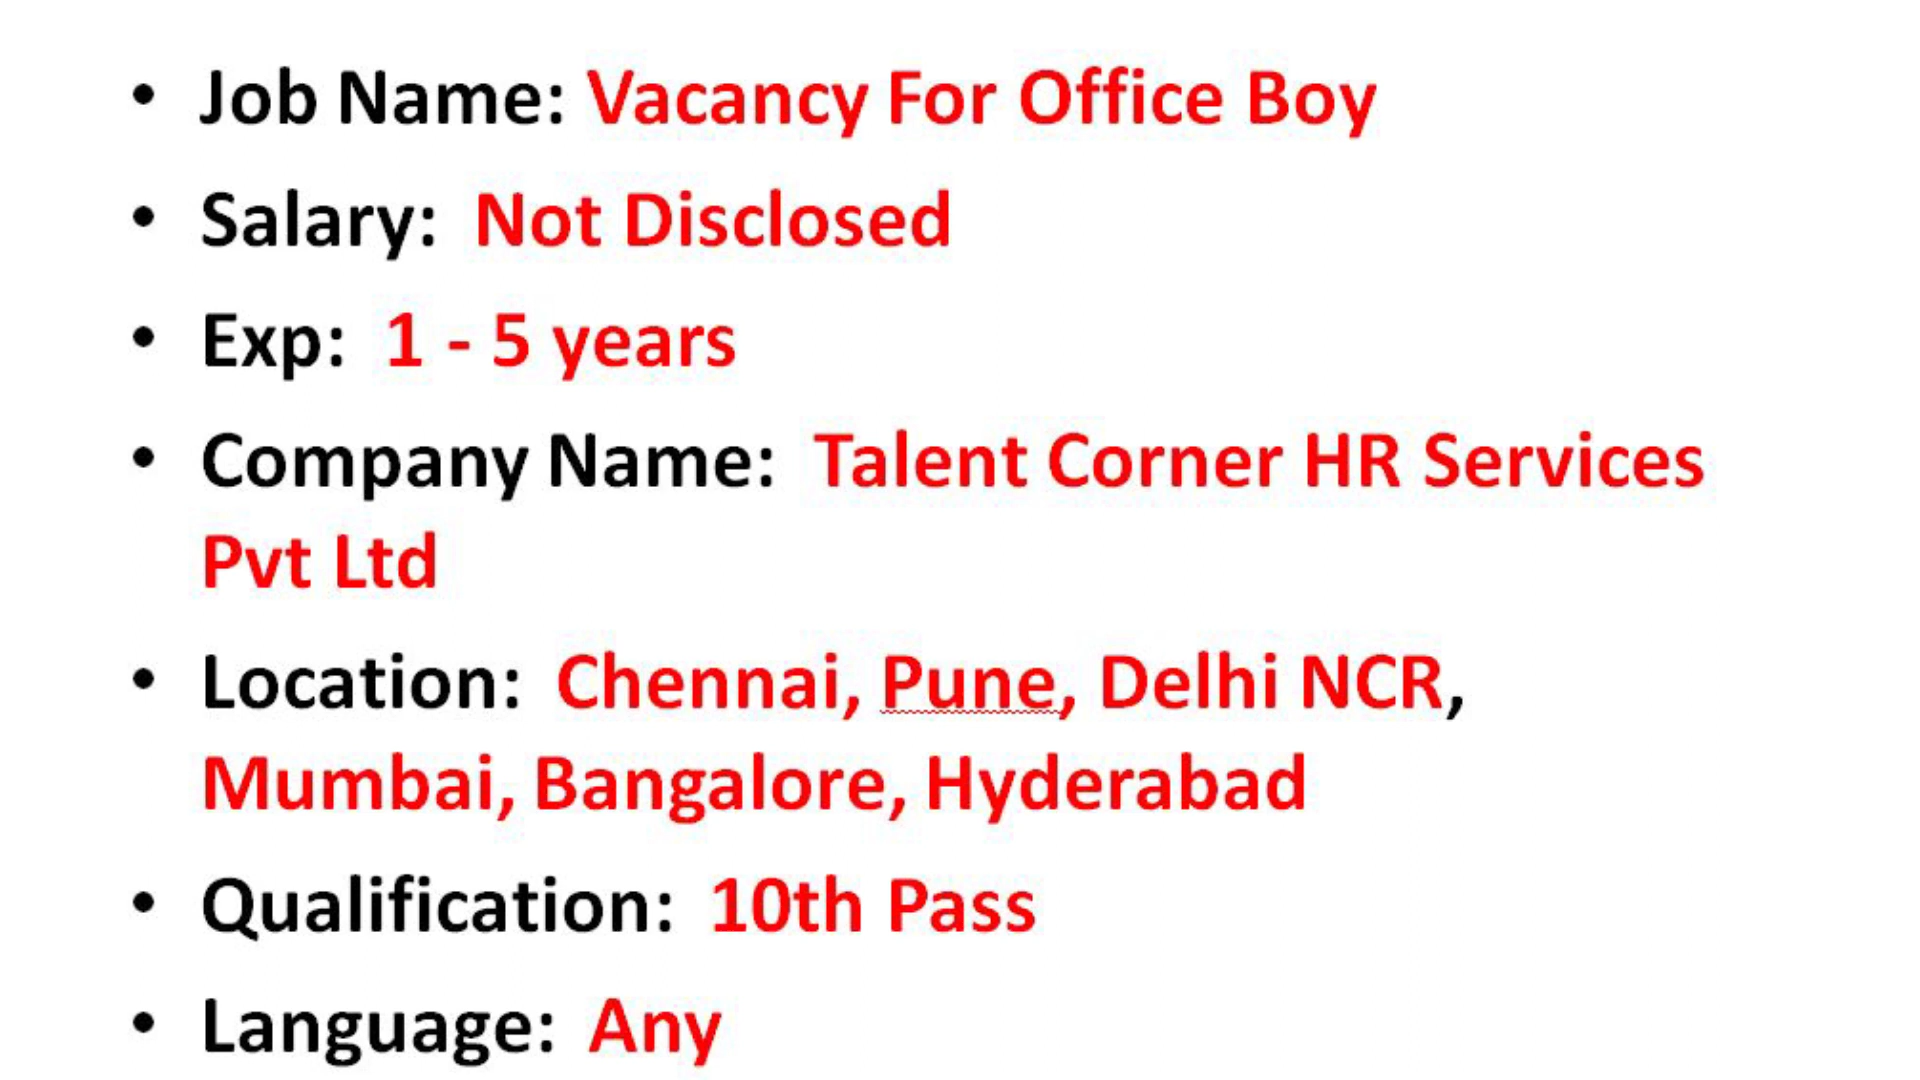 • Job Name: Vacancy For Office Boy
• Salary: Not Disclosed
• Exp: 1 - 5 years
• Company Name: Talent Corner HR Services
Pvt Ltd
• Location: Chennai, Pune, Delhi NCR,
Mumbai, Bangalore, Hyderabad
• Qualification: 10th Pass
• Language: Any